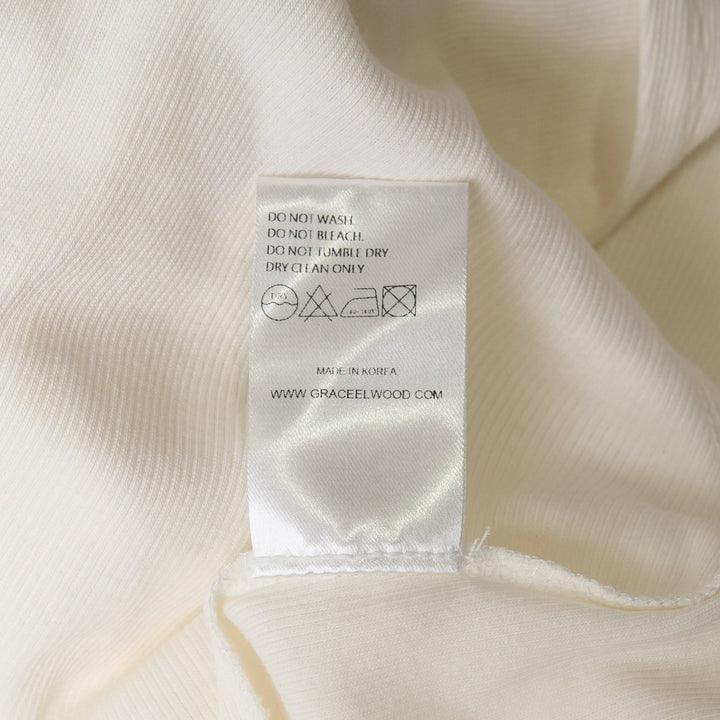 DO NOT WASH.
DO NOT BLEACH.
DO NOT TUMBLE DRY.
DRY CLEAN ONLY.
DRY
MADE IN KOREA
WWW.GRACEELWOOD.COM